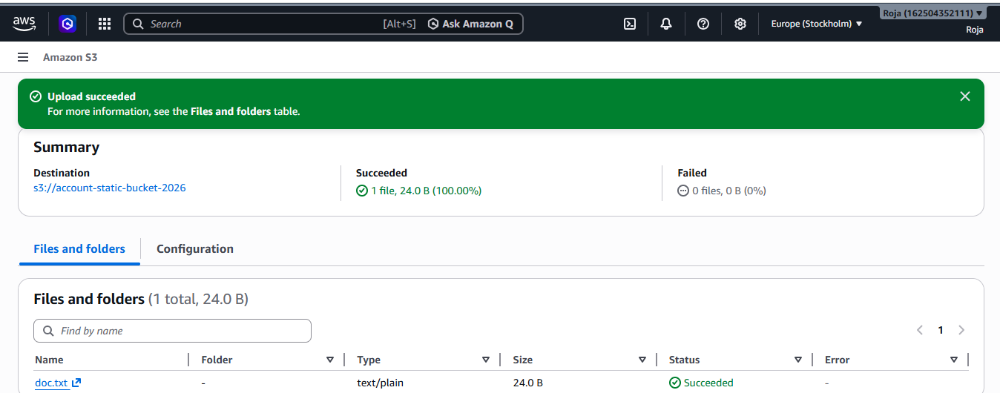 aws
Search [Alt+S] Ask Amazon Q
Europe (Stockholm) ▼
Roja (162504352111) ▼
Roja
Amazon S3
Upload succeeded
For more information, see the Files and folders table.
Summary
Destination
s3://account-static-bucket-2026
Succeeded
1 file, 24.0 B (100.00%)
Failed
0 files, 0 B (0%)
Files and folders
Configuration
Files and folders (1 total, 24.0 B)
Find by name
1
Name Folder Type Size Status Error
doc.txt - text/plain 24.0 B Succeeded -